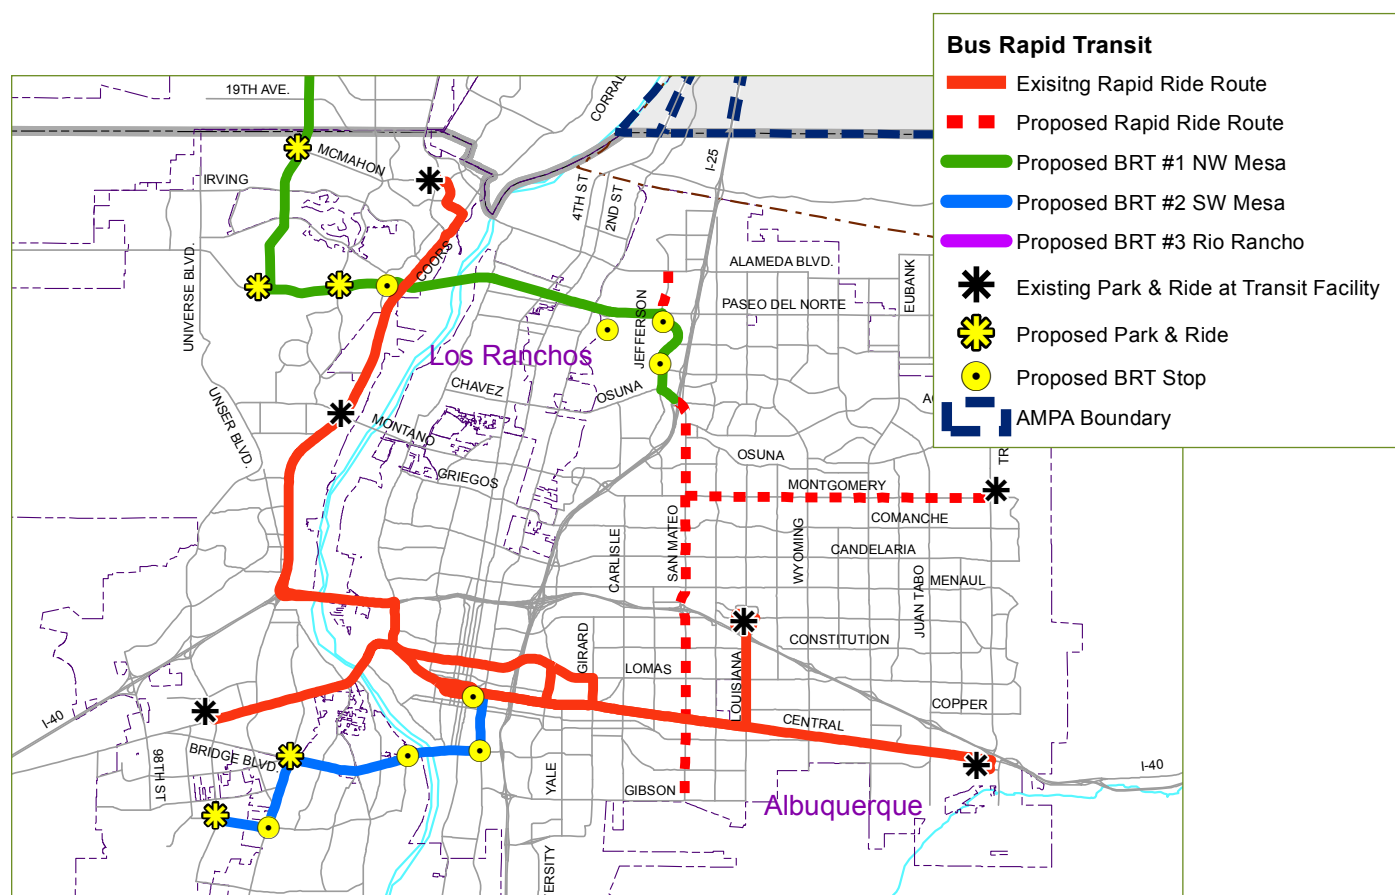 Bus Rapid Transit
Exisitng Rapid Ride Route
Proposed Rapid Ride Route
Proposed BRT #1 NW Mesa
Proposed BRT #2 SW Mesa
Proposed BRT #3 Rio Rancho
Existing Park & Ride at Transit Facility
Proposed Park & Ride
Proposed BRT Stop
AMPA Boundary
19TH AVE.
CORRAL
MCMAHON
IRVING
I-25
4TH ST
2ND ST
COORS
UNIVERSE BLVD.
ALAMEDA BLVD.
EUBANK
PASEO DEL NORTE
JEFFERSON
Los Ranchos
CHAVEZ
OSUNA
UNSER BLVD.
MONTANO
GRIEGOS
OSUNA
TR
MONTGOMERY
COMANCHE
SAN MATEO
CARLISLE
WYOMING
CANDELARIA
JUAN TABO
MENAUL
CONSTITUTION
GIRARD
LOMAS
LOUISIANA
COPPER
CENTRAL
I-40
98TH ST
BRIDGE BLVD.
YALE
GIBSON
Albuquerque
I-40
ERSITY